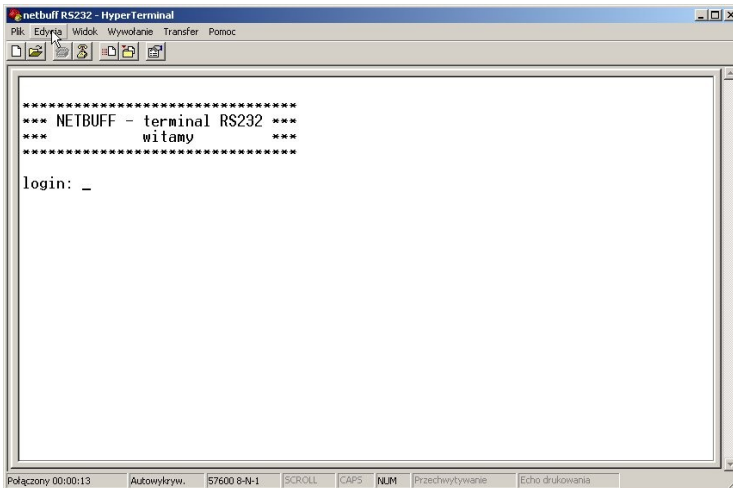 netbuff RS232 - HyperTerminal
Plik Edycja Widok Wywołanie Transfer Pomoc
********************************
*** NETBUFF - terminal RS232 ***
*** witamy ***
********************************
login: _
Połączony 00:00:13 Autowykryw. 57600 8-N-1 SCROLL CAPS NUM Przechwytywanie Echo drukowania